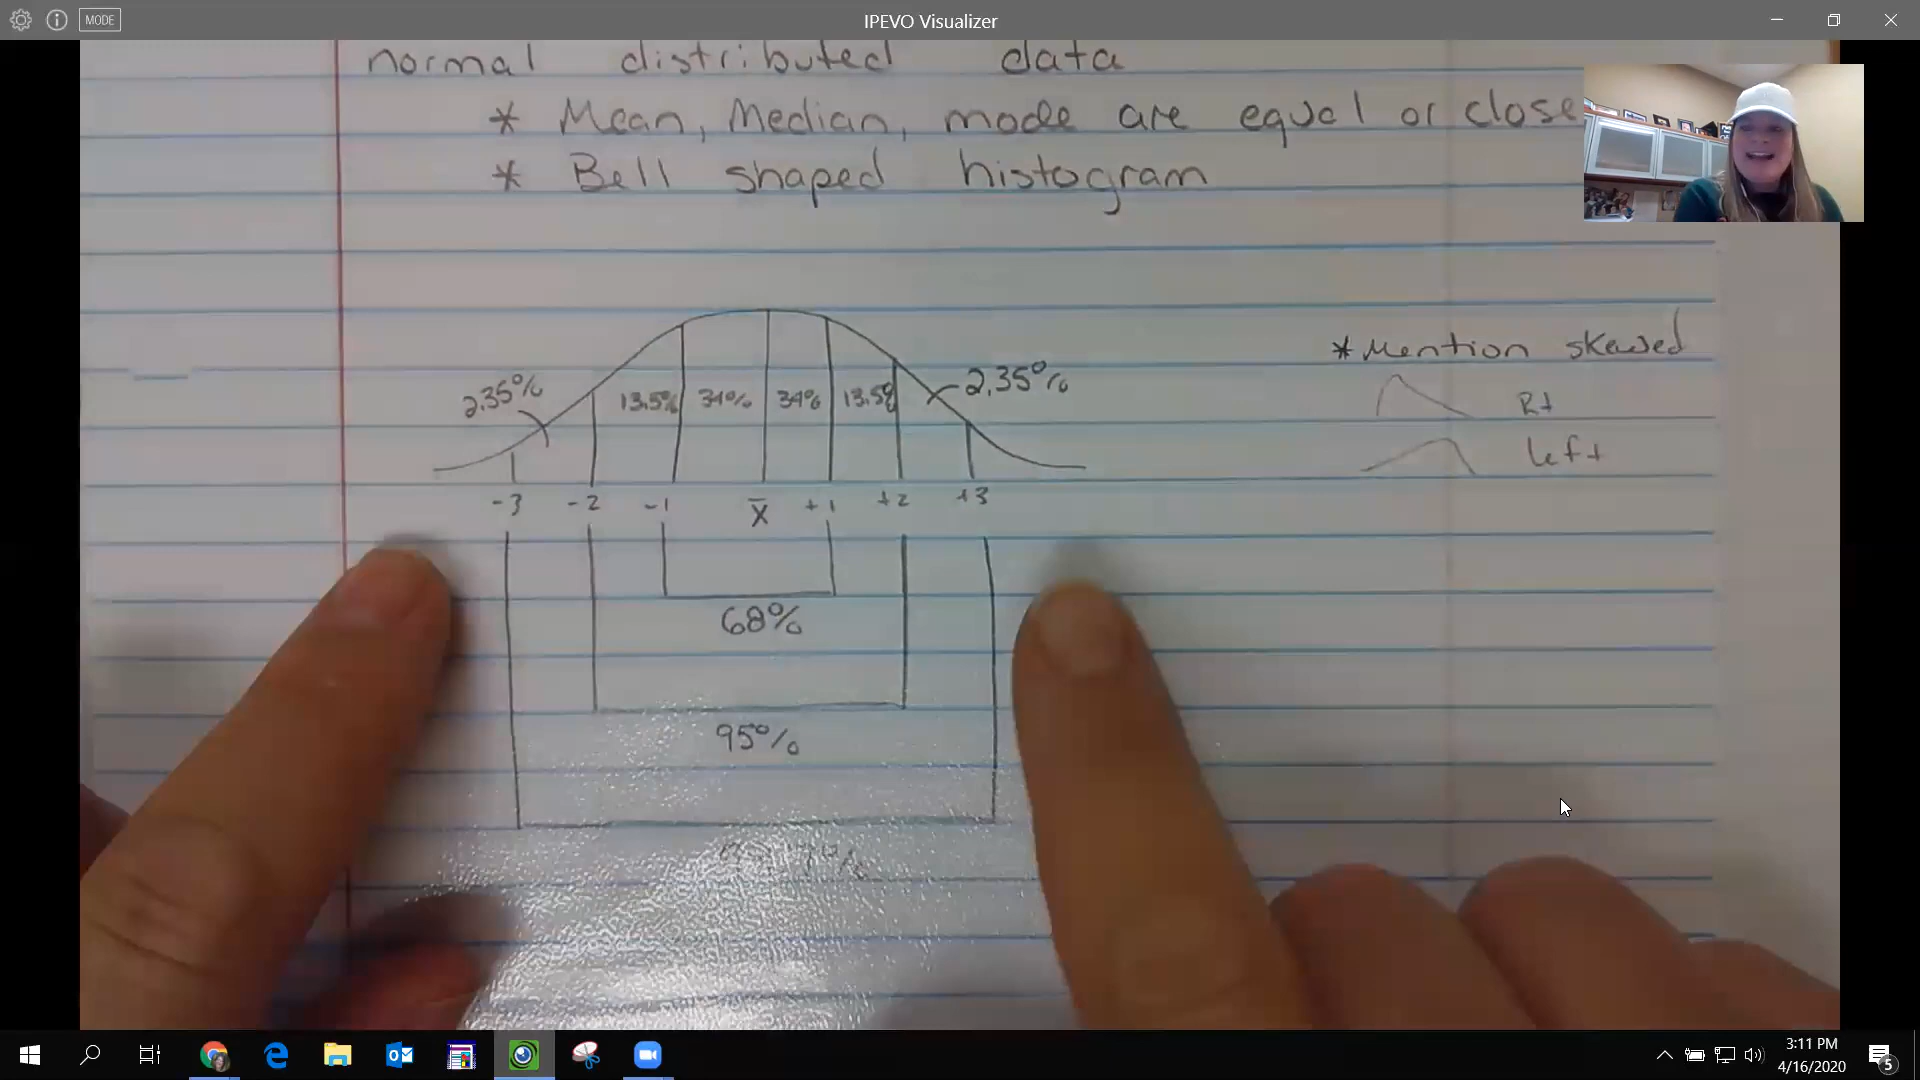 MODE
IPEVO Visualizer
normal distributed data
* Mean, Median, mode are equal or close
* Bell shaped histogram
* Mention skewed
Rt
left
2.35% 13.5% 34% 34% 13.5% 2.35%
-3 -2 -1 x̄ +1 +2 +3
68%
95%
3:11 PM
4/16/2020
5